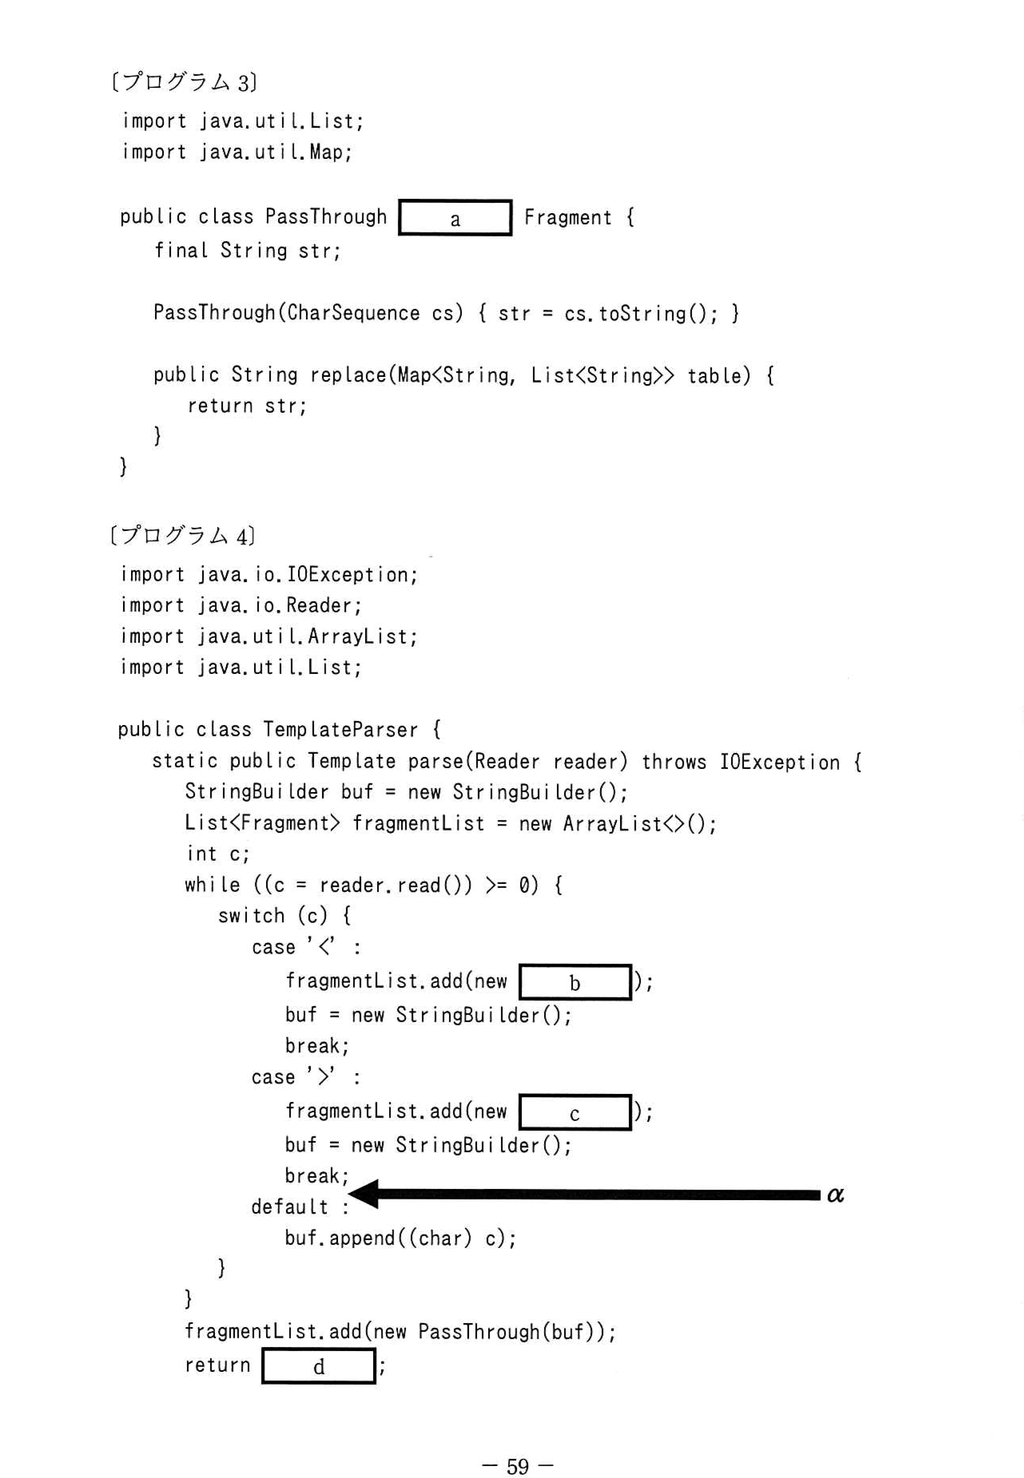 〔プログラム 3〕
import java.util.List;
import java.util.Map;
public class PassThrough a Fragment {
final String str;
PassThrough(CharSequence cs) { str = cs.toString(); }
public String replace(Map<String, List<String>> table) {
return str;
}
}
〔プログラム 4〕
import java.io.IOException;
import java.io.Reader;
import java.util.ArrayList;
import java.util.List;
public class TemplateParser {
static public Template parse(Reader reader) throws IOException {
StringBuilder buf = new StringBuilder();
List<Fragment> fragmentList = new ArrayList<>();
int c;
while ((c = reader.read()) >= 0) {
switch (c) {
case '<' :
fragmentList.add(new b );
buf = new StringBuilder();
break;
case '>' :
fragmentList.add(new c );
buf = new StringBuilder();
break;
α
default :
buf.append((char) c);
}
}
fragmentList.add(new PassThrough(buf));
return d ;
− 59 −